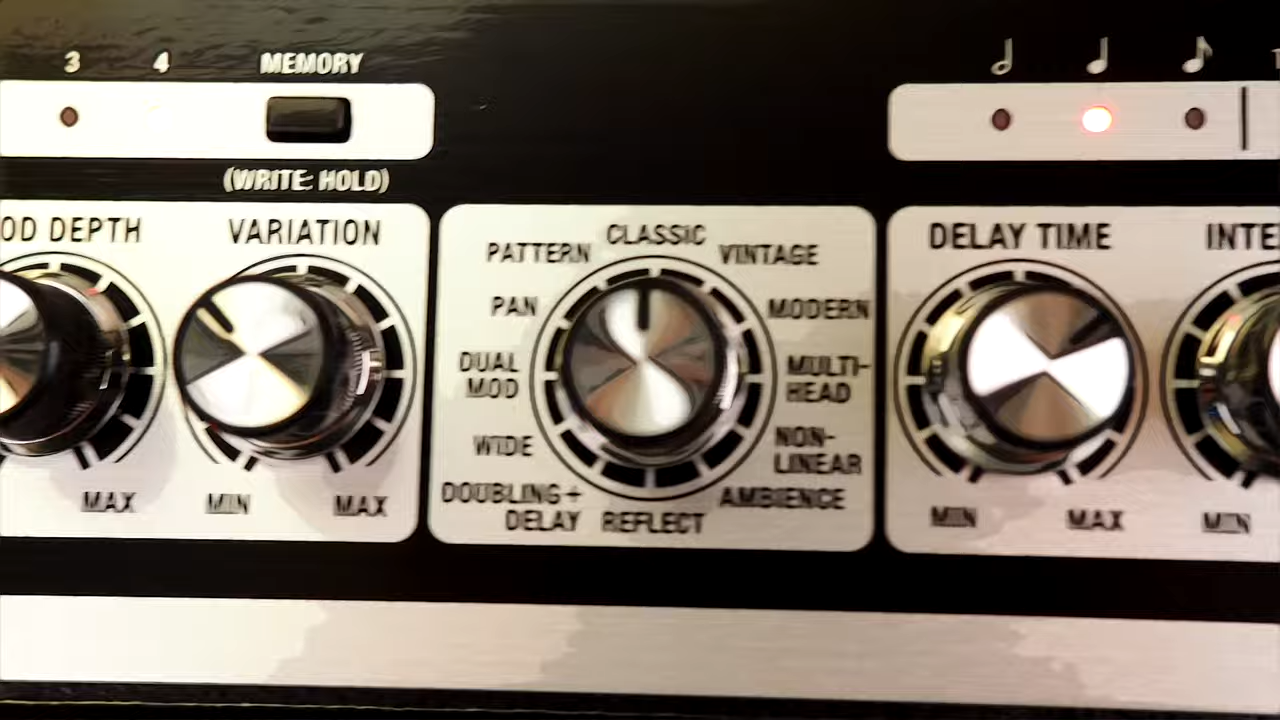 3 4 MEMORY
(WRITE: HOLD)
OD DEPTH
VARIATION
MAX
MIN
MAX
CLASSIC
PATTERN
VINTAGE
PAN
MODERN
DUAL
MOD
MULTI-
HEAD
WIDE
NON-
LINEAR
DOUBLING+
DELAY
AMBIENCE
REFLECT
DELAY TIME
MIN
MAX
INTE
MIN